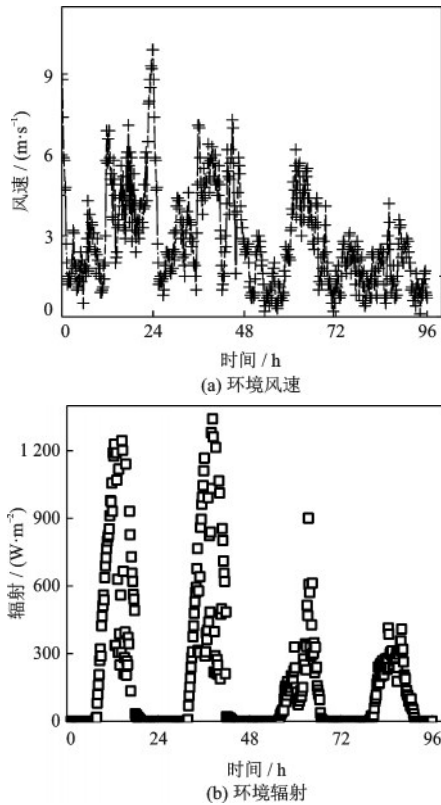 9
6
3
0
风速 / (m·s⁻¹)
0 24 48 72 96
时间 / h
(a) 环境风速
1 200
900
600
300
0
辐射 / (W·m⁻²)
0 24 48 72 96
时间 / h
(b) 环境辐射